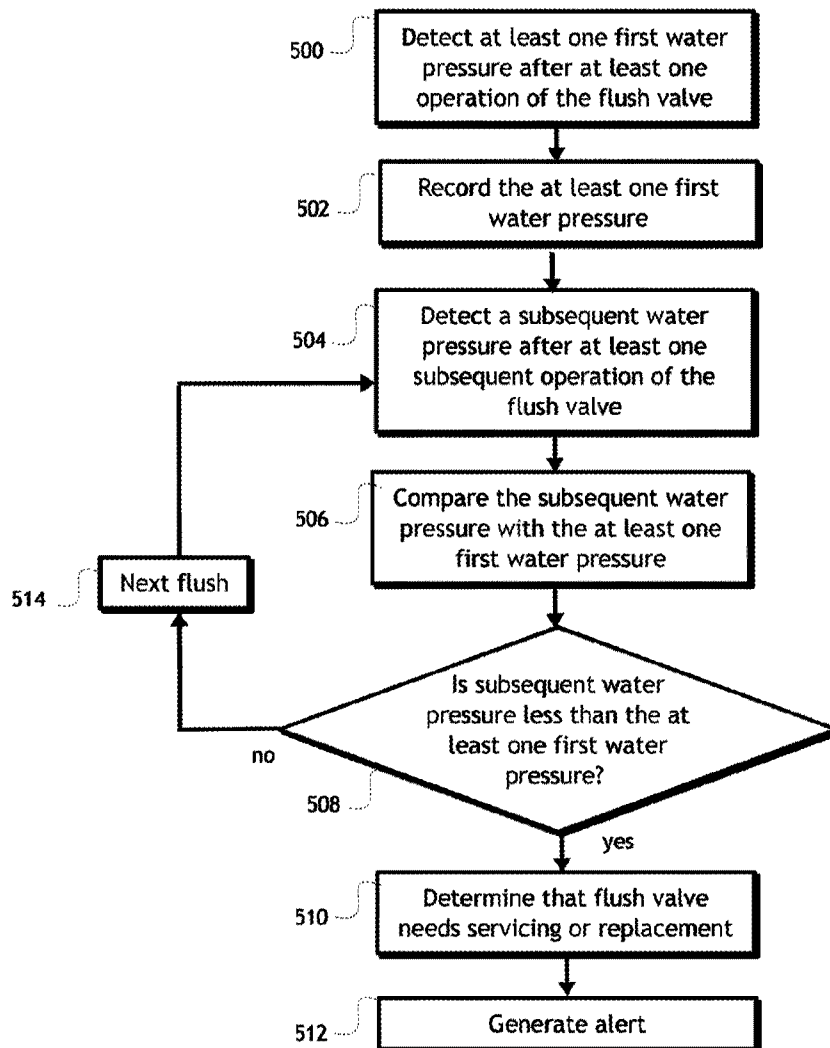 500
Detect at least one first water
pressure after at least one
operation of the flush valve
502
Record the at least one first
water pressure
504
Detect a subsequent water
pressure after at least one
subsequent operation of the
flush valve
506
Compare the subsequent water
pressure with the at least one
first water pressure
514
Next flush
Is subsequent water
pressure less than the at
least one first water
pressure?
no
508
yes
510
Determine that flush valve
needs servicing or replacement
512
Generate alert